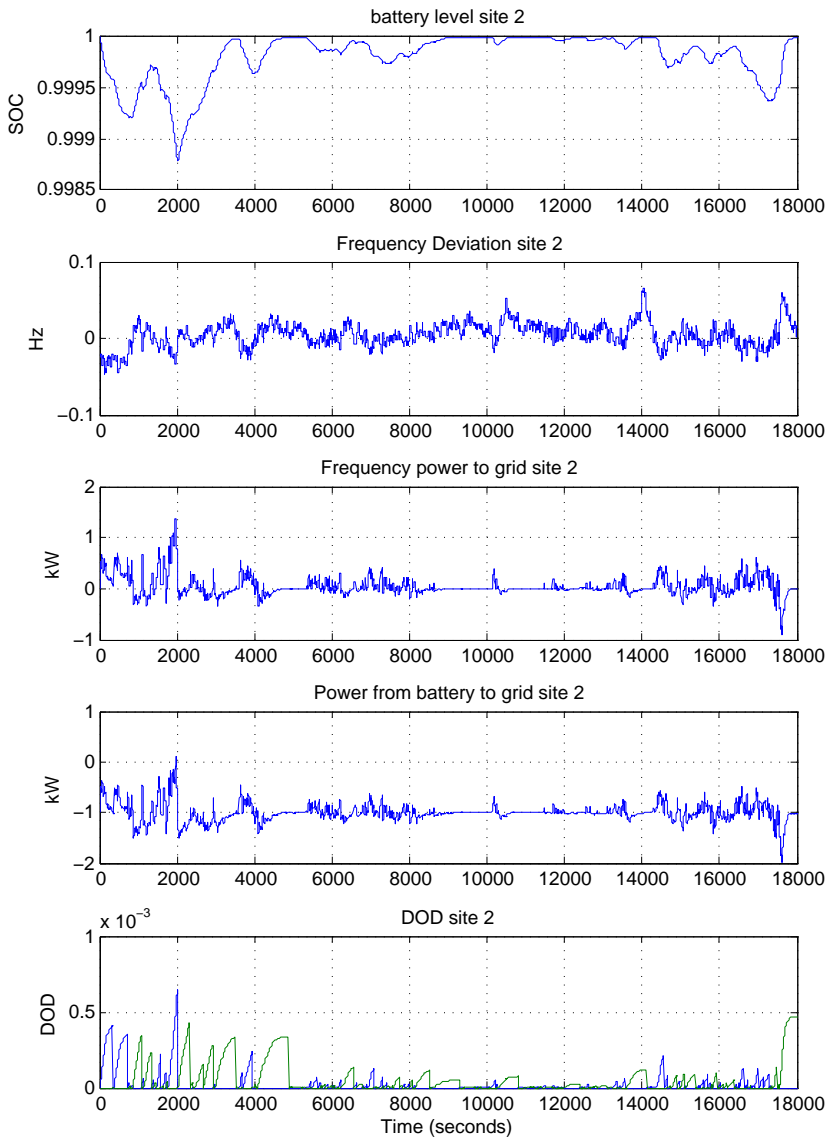 battery level site 2
1
0.9995
0.999
0.9985
SOC
0 2000 4000 6000 8000 10000 12000 14000 16000 18000
Frequency Deviation site 2
0.1
0
−0.1
Hz
0 2000 4000 6000 8000 10000 12000 14000 16000 18000
Frequency power to grid site 2
2
1
0
−1
kW
0 2000 4000 6000 8000 10000 12000 14000 16000 18000
Power from battery to grid site 2
1
0
−1
−2
kW
0 2000 4000 6000 8000 10000 12000 14000 16000 18000
x 10−3
DOD site 2
1
0.5
0
DOD
0 2000 4000 6000 8000 10000 12000 14000 16000 18000
Time (seconds)